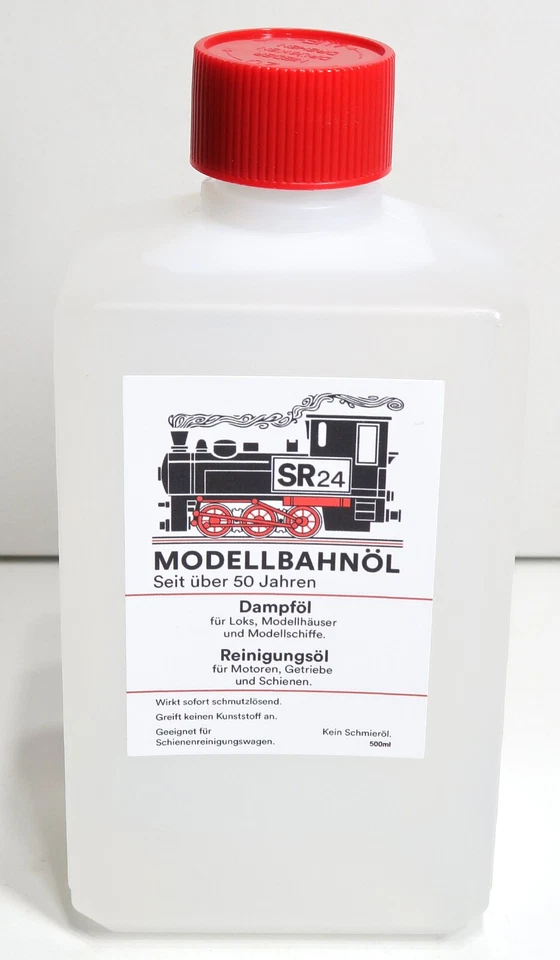 SR24
MODELLBAHNÖL
Seit über 50 Jahren
Dampföl
für Loks, Modellhäuser
und Modellschiffe.
Reinigungsöl
für Motoren, Getriebe
und Schienen.
Wirkt sofort schmutzlösend.
Greift keinen Kunststoff an.
Geeignet für
Schienenreinigungswagen.
Kein Schmieröl.
500ml